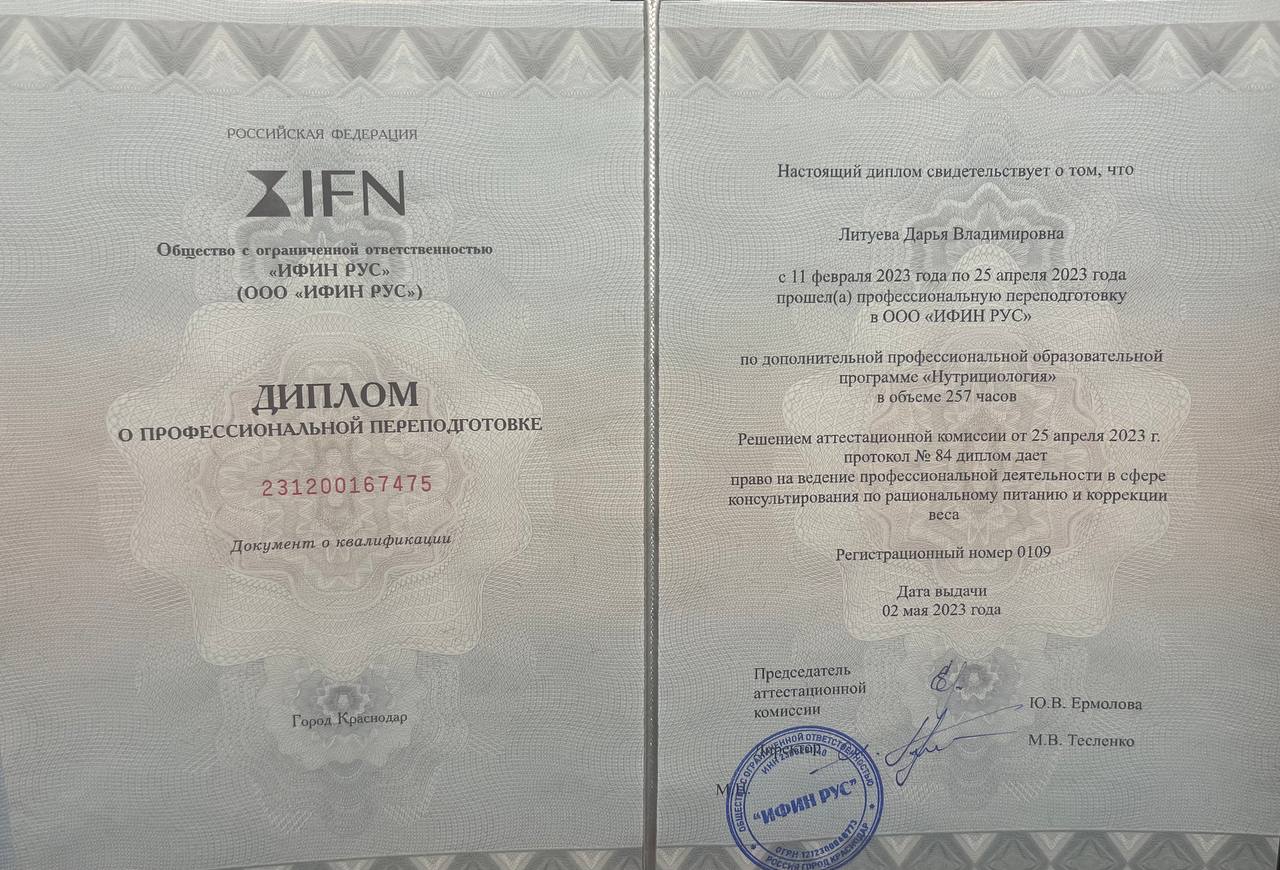 РОССИЙСКАЯ ФЕДЕРАЦИЯ
IFN
Общество с ограниченной ответственностью
«ИФИН РУС»
(ООО «ИФИН РУС»)
ДИПЛОМ
О ПРОФЕССИОНАЛЬНОЙ ПЕРЕПОДГОТОВКЕ
231200167475
Документ о квалификации
Город Краснодар
Настоящий диплом свидетельствует о том, что
Литуева Дарья Владимировна
с 11 февраля 2023 года по 25 апреля 2023 года
прошел(а) профессиональную переподготовку
в ООО «ИФИН РУС»
по дополнительной профессиональной образовательной
программе «Нутрициология»
в объеме 257 часов
Решением аттестационной комиссии от 25 апреля 2023 г.
протокол № 84 диплом дает
право на ведение профессиональной деятельности в сфере
консультирования по рациональному питанию и коррекции
веса
Регистрационный номер 0109
Дата выдачи
02 мая 2023 года
Председатель
аттестационной
комиссии
Ю.В. Ермолова
Директор
М.В. Тесленко
ОБЩЕСТВО С ОГРАНИЧЕННОЙ ОТВЕТСТВЕННОСТЬЮ
ИНН
"ИФИН РУС"
ОГРН
РОССИЯ ГОРОД КРАСНОДАР